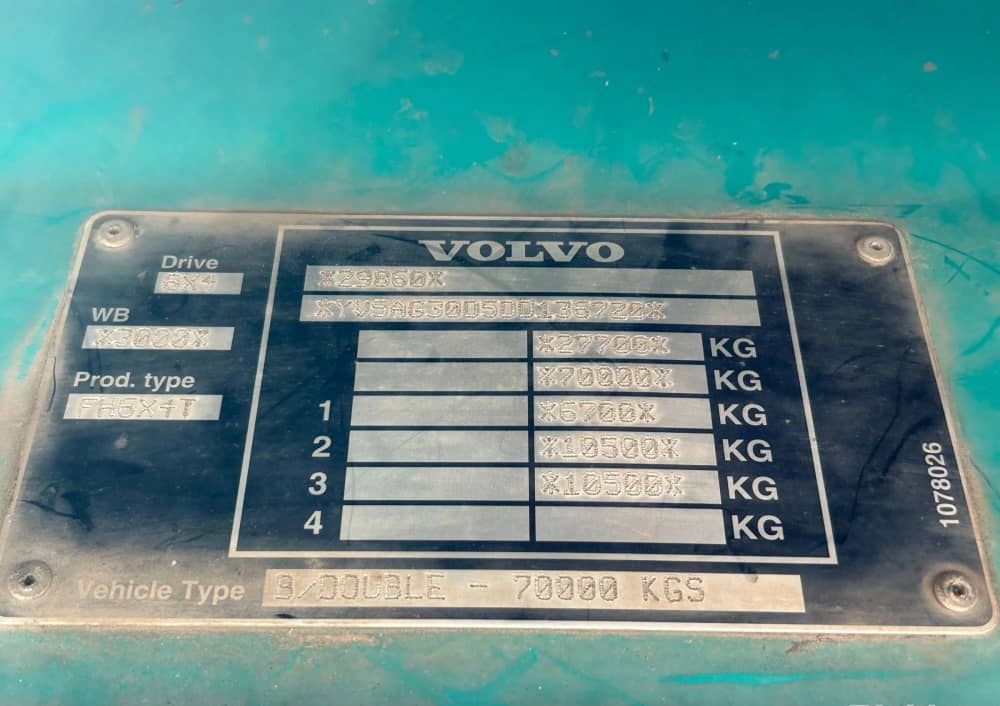 VOLVO
Drive
6X4
*29860*
*YV5AG30D5DD136720*
WB
*3000*
*27700* KG
*70000* KG
Prod. type
FH6X4T
1 *6700* KG
2 *10500* KG
3 *10500* KG
4 KG
1078026
Vehicle Type B/DOUBLE - 70000 KGS